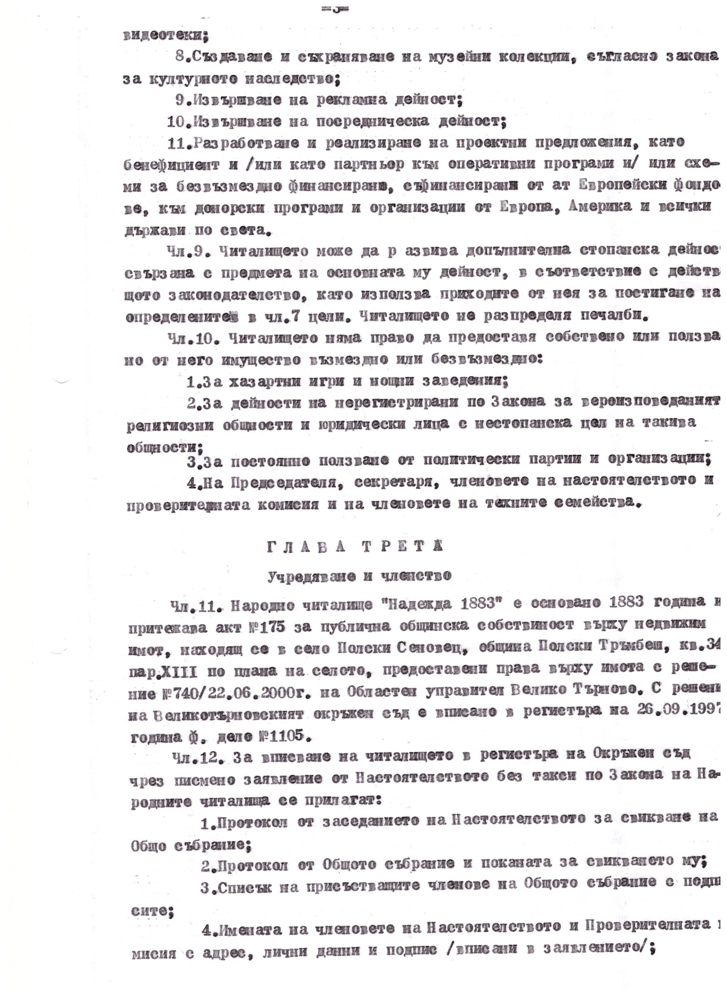 =3=
видеотеки;
8.Създаване и съхраняване на музейни колекции, съгласно закона
за културното наследство;
9.Извършване на рекламна дейност;
10.Извършване на посредническа дейност;
11.Разработване и реализиране на проектни предложения, като
бенефициент и /или като партньор към оперативни програми и/ или схе-
ми за безвъзмездно финансиране, съфинансирани от ат Европейски фондо-
ве, към донорски програми и организации от Европа, Америка и всички
държави по света.
Чл.9. Читалището може да р азвива допълнителна стопанска дейнос
свързана с предмета на основната му дейност, в съответствие с действ
щото законодателство, като използва приходите от нея за постигане на
определените в чл.7 цели. Читалището не разпределя печалби.
Чл.10. Читалището няма право да предоставя собствено или ползва
но от него имущество възмездно или безвъзмездно:
1.За хазартни игри и нощни заведения;
2.За дейности на нерегистрирани по Закона за вероизповеданият
религиозни общности и юридически лица с нестопанска цел на такива
общности;
3.За постоянно ползване от политически партии и организации;
4.На Председателя, секретаря, членовете на настоятелството и
проверителната комисия и на членовете на техните семейства.
Г Л А В А Т Р Е Т А
Учредяване и членство
Чл.11. Народно читалище "Надежда 1883" е основано 1883 година и
притежава акт №175 за публична общинска собствиност върху недвижим
имот, находящ се в село Полски Сеновец, община Полски Тръмбеш, кв.34
пар.XIII по плана на селото, предоставени права върху имота с реше-
ние №740/22.06.2000г. на Областен управител Велико Търново. С решени
на Великотърновският окръжен съд е вписано в регистъра на 26.09.1997
година ф. дело №1105.
Чл.12. За вписване на читалището в регистъра на Окръжен съд
чрез писмено заявление от Настоятелството без такси по Закона на На-
родните читалища се прилагат:
1.Протокол от заседанието на Настоятелството за свикване на
Общо събрание;
2.Протокол от Общото събрание и поканата за свикването му;
3.Списък на присъстващите членове на Общото събрание с подпи
сите;
4.Имената на членовете на Настоятелството и Проверителната
мисия с адрес, лични данни и подпис /вписани в заявлението/;